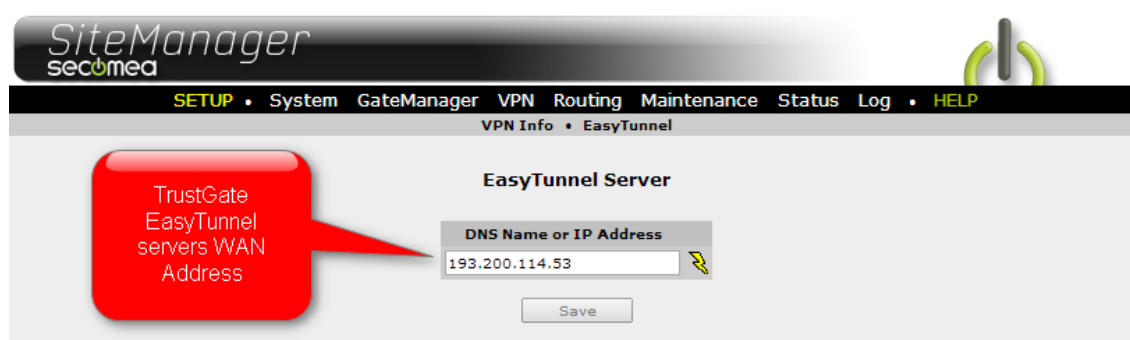 SiteManager
secomea
SETUP • System GateManager VPN Routing Maintenance Status Log • HELP
VPN Info • EasyTunnel
EasyTunnel Server
TrustGate
EasyTunnel
servers WAN
Address
DNS Name or IP Address
193.200.114.53
Save